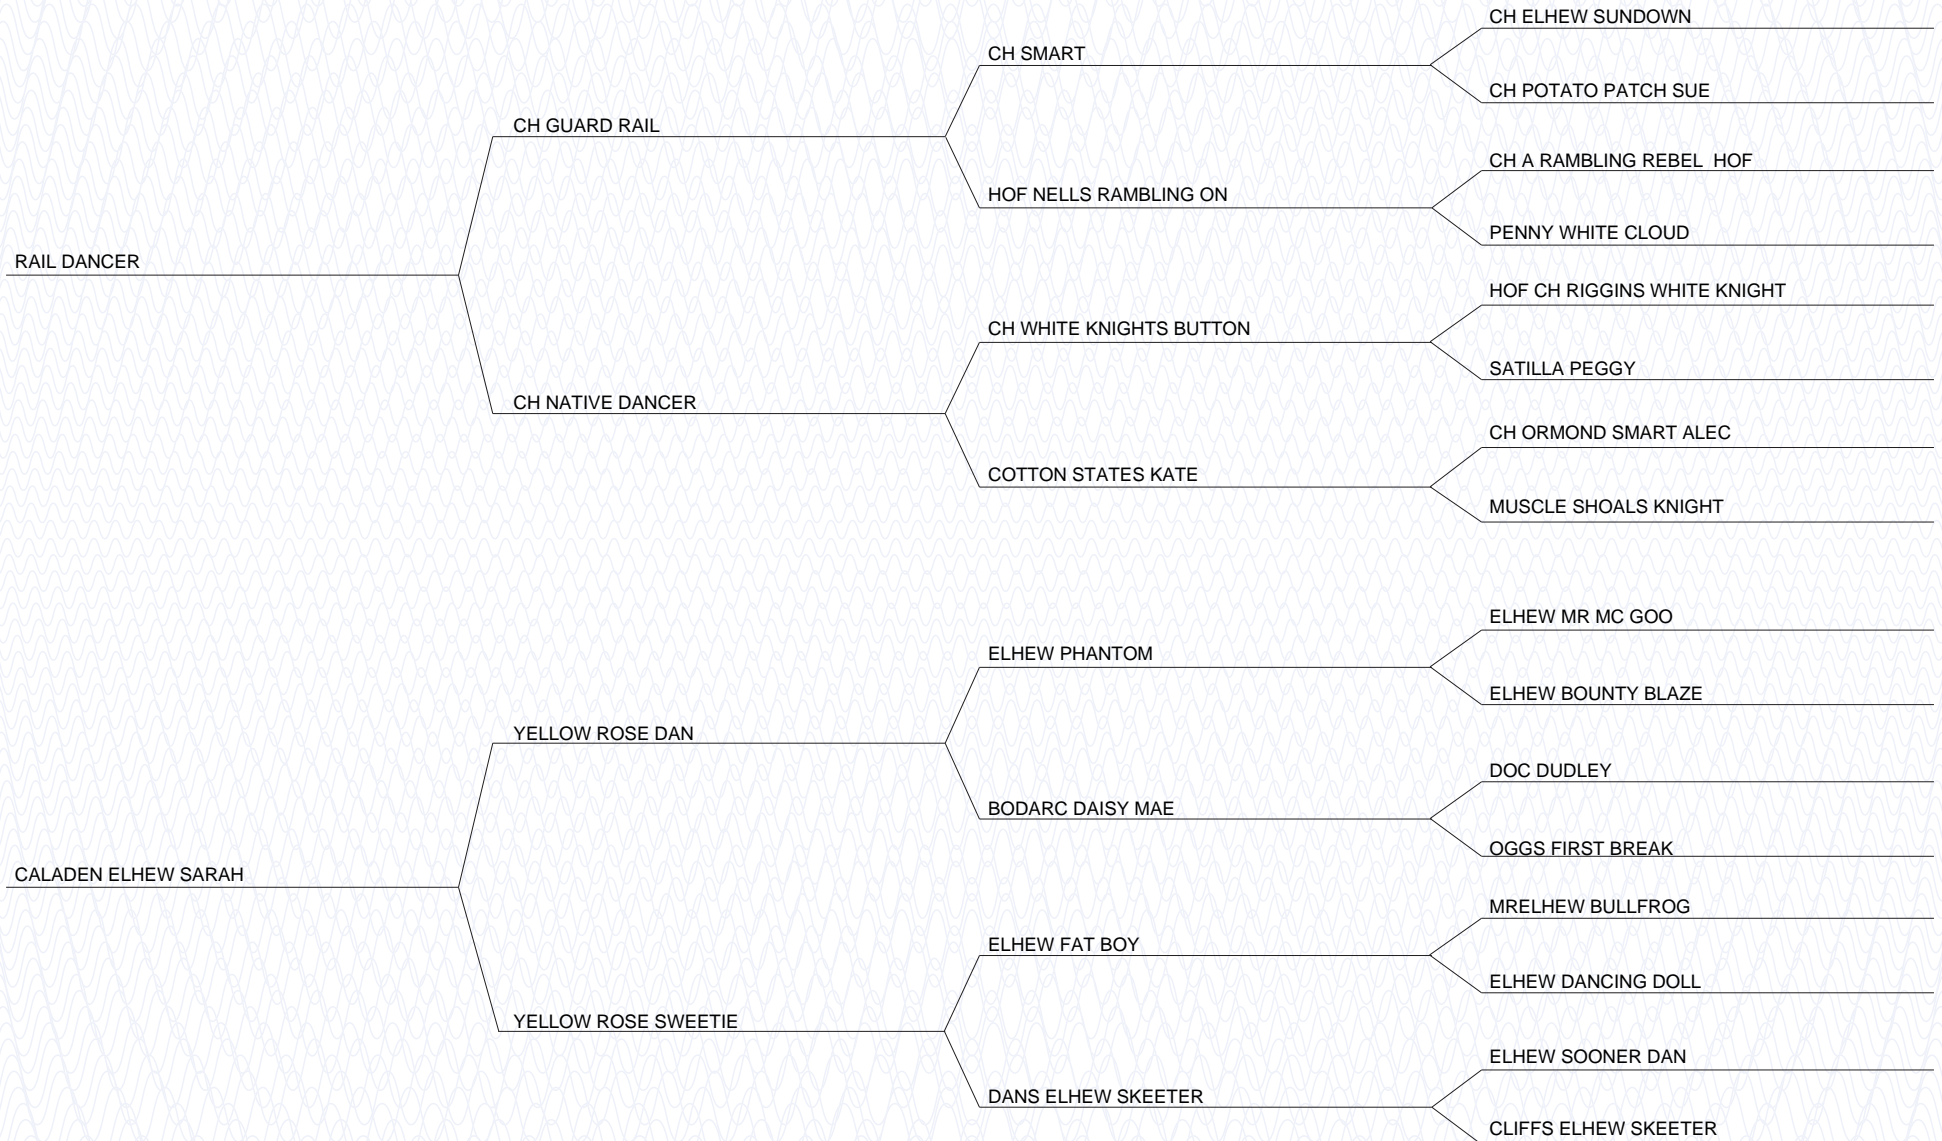 CH ELHEW SUNDOWN
CH SMART
CH POTATO PATCH SUE
CH GUARD RAIL
CH A RAMBLING REBEL  HOF
HOF NELLS RAMBLING ON
PENNY WHITE CLOUD
RAIL DANCER
HOF CH RIGGINS WHITE KNIGHT
CH WHITE KNIGHTS BUTTON
SATILLA PEGGY
CH NATIVE DANCER
CH ORMOND SMART ALEC
COTTON STATES KATE
MUSCLE SHOALS KNIGHT
ELHEW MR MC GOO
ELHEW PHANTOM
ELHEW BOUNTY BLAZE
YELLOW ROSE DAN
DOC DUDLEY
BODARC DAISY MAE
OGGS FIRST BREAK
CALADEN ELHEW SARAH
MRELHEW BULLFROG
ELHEW FAT BOY
ELHEW DANCING DOLL
YELLOW ROSE SWEETIE
ELHEW SOONER DAN
DANS ELHEW SKEETER
CLIFFS ELHEW SKEETER